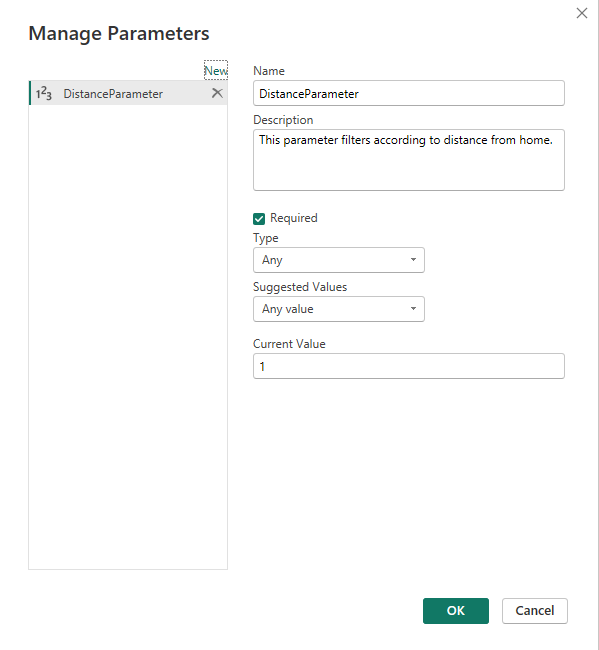 Manage Parameters
New
123 DistanceParameter
Name
DistanceParameter
Description
This parameter filters according to distance from home.
Required
Type
Any
Suggested Values
Any value
Current Value
1
OK
Cancel